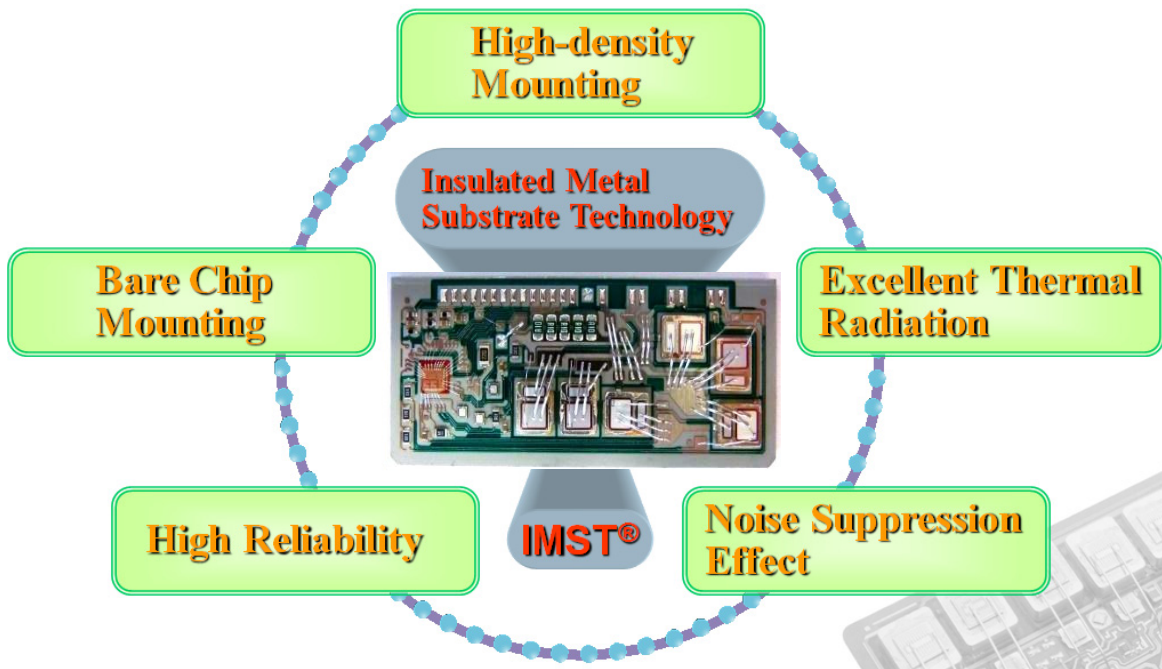 High-density
Mounting
Insulated Metal
Substrate Technology
Bare Chip
Mounting
Excellent Thermal
Radiation
High Reliability
IMST®
Noise Suppression
Effect